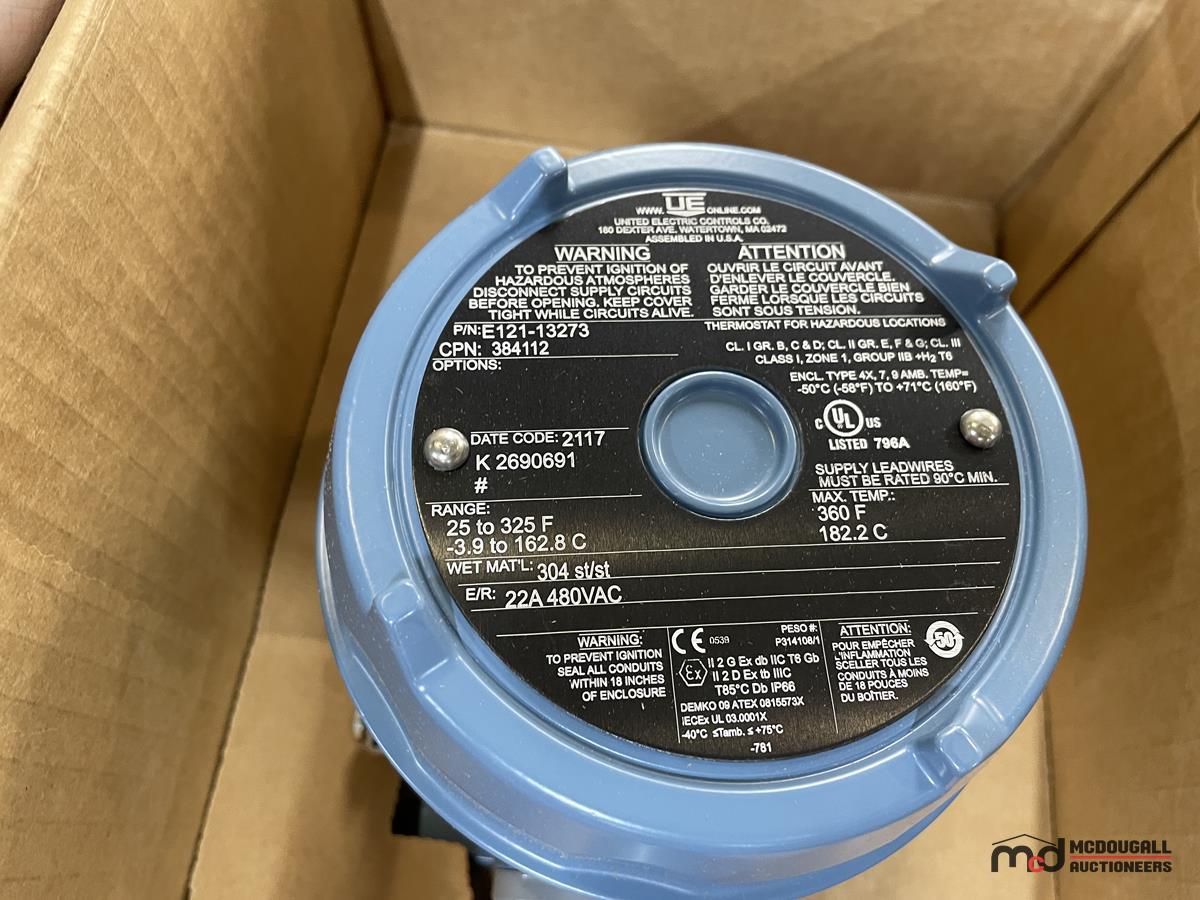 WWW. UE ONLINE.COM
UNITED ELECTRIC CONTROLS CO.
180 DEXTER AVE. WATERTOWN, MA 02472
ASSEMBLED IN U.S.A.
WARNING
TO PREVENT IGNITION OF
HAZARDOUS ATMOSPHERES
DISCONNECT SUPPLY CIRCUITS
BEFORE OPENING. KEEP COVER
TIGHT WHILE CIRCUITS ALIVE.
ATTENTION
OUVRIR LE CIRCUIT AVANT
D'ENLEVER LE COUVERCLE.
GARDER LE COUVERCLE BIEN
FERME LORSQUE LES CIRCUITS
SONT SOUS TENSION.
P/N: E121-13273
CPN: 384112
OPTIONS:
THERMOSTAT FOR HAZARDOUS LOCATIONS
CL. I GR. B, C & D; CL. II GR. E, F & G; CL. III
CLASS I, ZONE 1, GROUP IIB +H2 T6
ENCL. TYPE 4X, 7, 9 AMB. TEMP=
-50°C (-58°F) TO +71°C (160°F)
C UL US
LISTED 796A
DATE CODE: 2117
K 2690691
#
SUPPLY LEADWIRES
MUST BE RATED 90°C MIN.
RANGE:
25 to 325 F
-3.9 to 162.8 C
MAX. TEMP.:
360 F
182.2 C
WET MAT'L: 304 st/st
E/R: 22A 480VAC
WARNING:
TO PREVENT IGNITION
SEAL ALL CONDUITS
WITHIN 18 INCHES
OF ENCLOSURE
CE 0539
PESO #:
P314108/1
Ex
II 2 G Ex db IIC T6 Gb
II 2 D Ex tb IIIC
T85°C Db IP66
DEMKO 09 ATEX 0815573X
IECEx UL 03.0001X
-40°C ≤Tamb. ≤ +75°C
-781
ATTENTION:
POUR EMPÊCHER
L'INFLAMMATION
SCELLER TOUS LES
CONDUITS À MOINS
DE 18 POUCES
DU BOÎTIER.
50
mcd MCDOUGALL
AUCTIONEERS